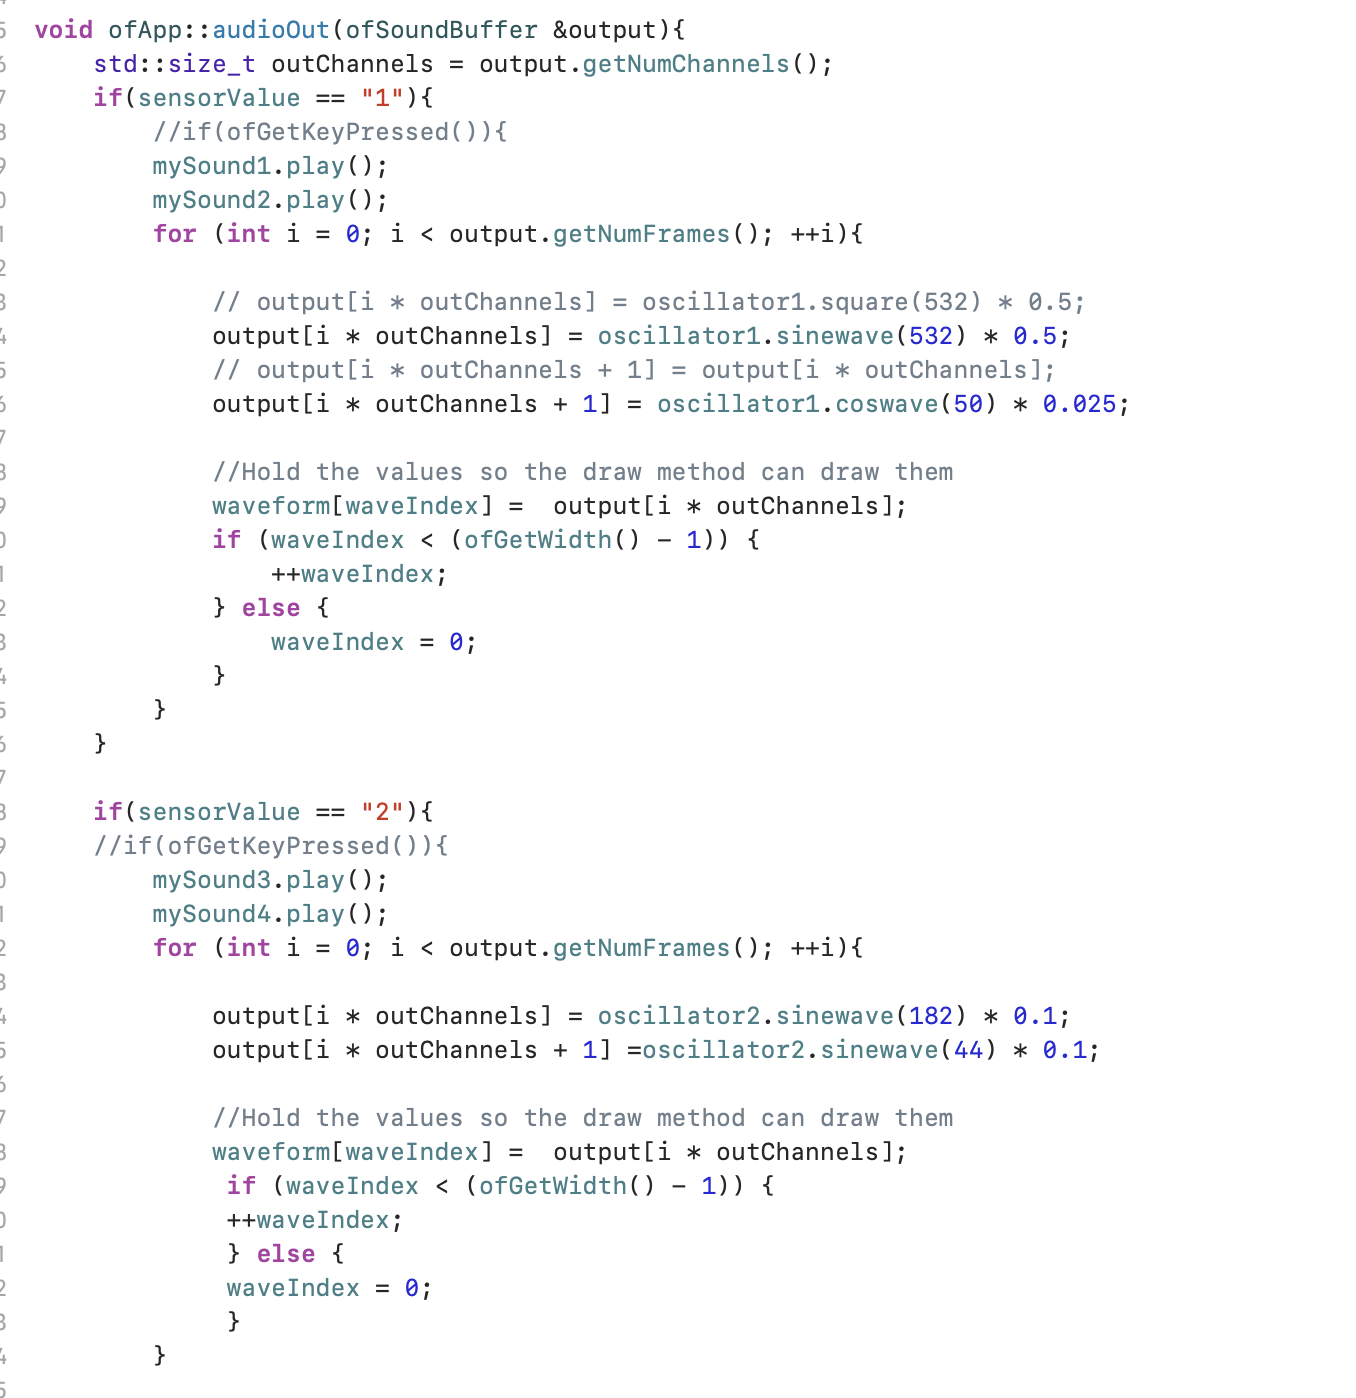 void ofApp::audioOut(ofSoundBuffer &output){
    std::size_t outChannels = output.getNumChannels();
    if(sensorValue == "1"){
        //if(ofGetKeyPressed()){
        mySound1.play();
        mySound2.play();
        for (int i = 0; i < output.getNumFrames(); ++i){

            // output[i * outChannels] = oscillator1.square(532) * 0.5;
            output[i * outChannels] = oscillator1.sinewave(532) * 0.5;
            // output[i * outChannels + 1] = output[i * outChannels];
            output[i * outChannels + 1] = oscillator1.coswave(50) * 0.025;

            //Hold the values so the draw method can draw them
            waveform[waveIndex] =  output[i * outChannels];
            if (waveIndex < (ofGetWidth() - 1)) {
                ++waveIndex;
            } else {
                waveIndex = 0;
            }
        }
    }

    if(sensorValue == "2"){
    //if(ofGetKeyPressed()){
        mySound3.play();
        mySound4.play();
        for (int i = 0; i < output.getNumFrames(); ++i){

            output[i * outChannels] = oscillator2.sinewave(182) * 0.1;
            output[i * outChannels + 1] =oscillator2.sinewave(44) * 0.1;

            //Hold the values so the draw method can draw them
            waveform[waveIndex] =  output[i * outChannels];
             if (waveIndex < (ofGetWidth() - 1)) {
             ++waveIndex;
             } else {
             waveIndex = 0;
             }
        }